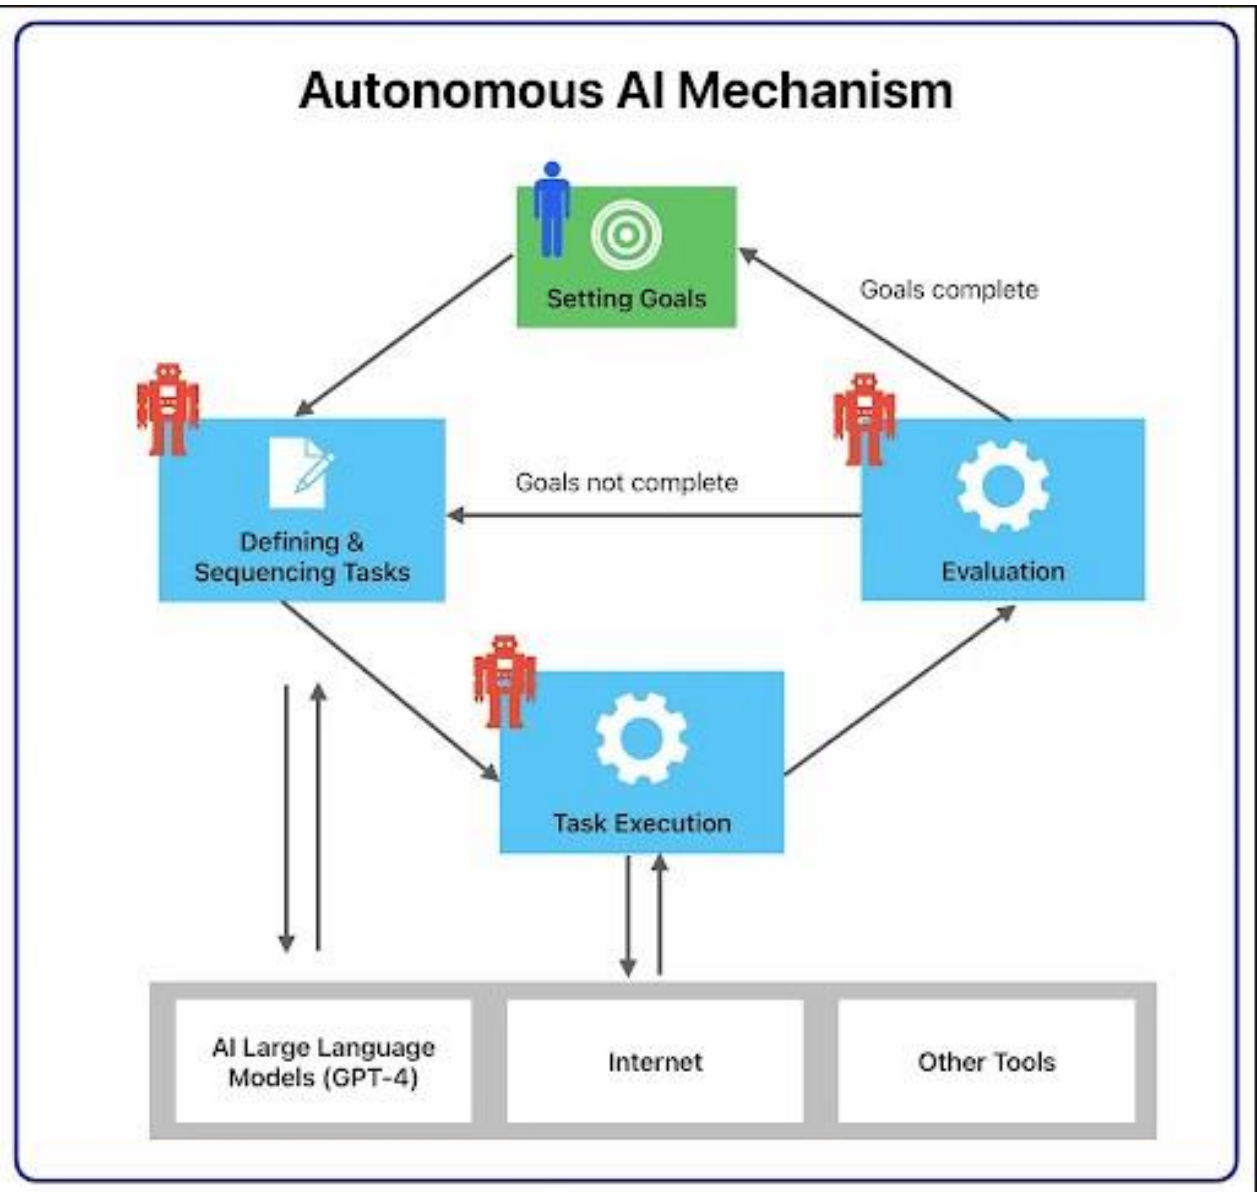 Autonomous AI Mechanism
Setting Goals
Goals complete
Goals not complete
Defining &
Sequencing Tasks
Evaluation
Task Execution
AI Large Language
Models (GPT-4)
Internet
Other Tools